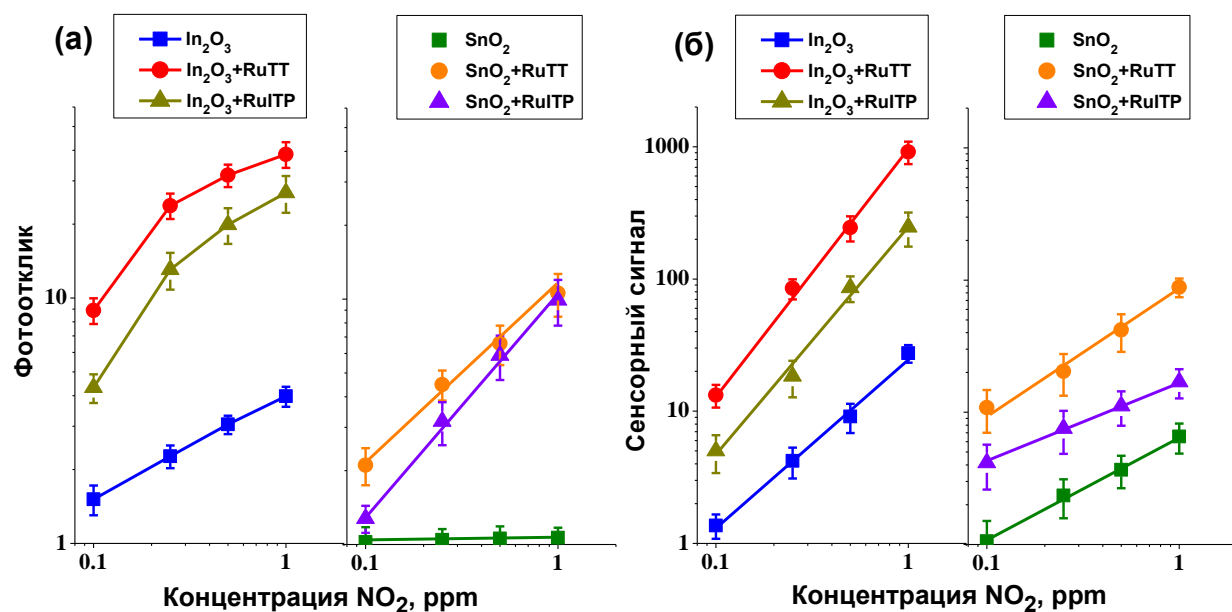 (а)
In₂O₃
In₂O₃+RuTT
In₂O₃+RuITP
SnO₂
SnO₂+RuTT
SnO₂+RuITP
Фотоотклик
10
1
0.1 1 0.1 1
Концентрация NO₂, ppm
(б)
In₂O₃
In₂O₃+RuTT
In₂O₃+RuITP
SnO₂
SnO₂+RuTT
SnO₂+RuITP
Сенсорный сигнал
1000
100
10
1
0.1 1 0.1 1
Концентрация NO₂, ppm